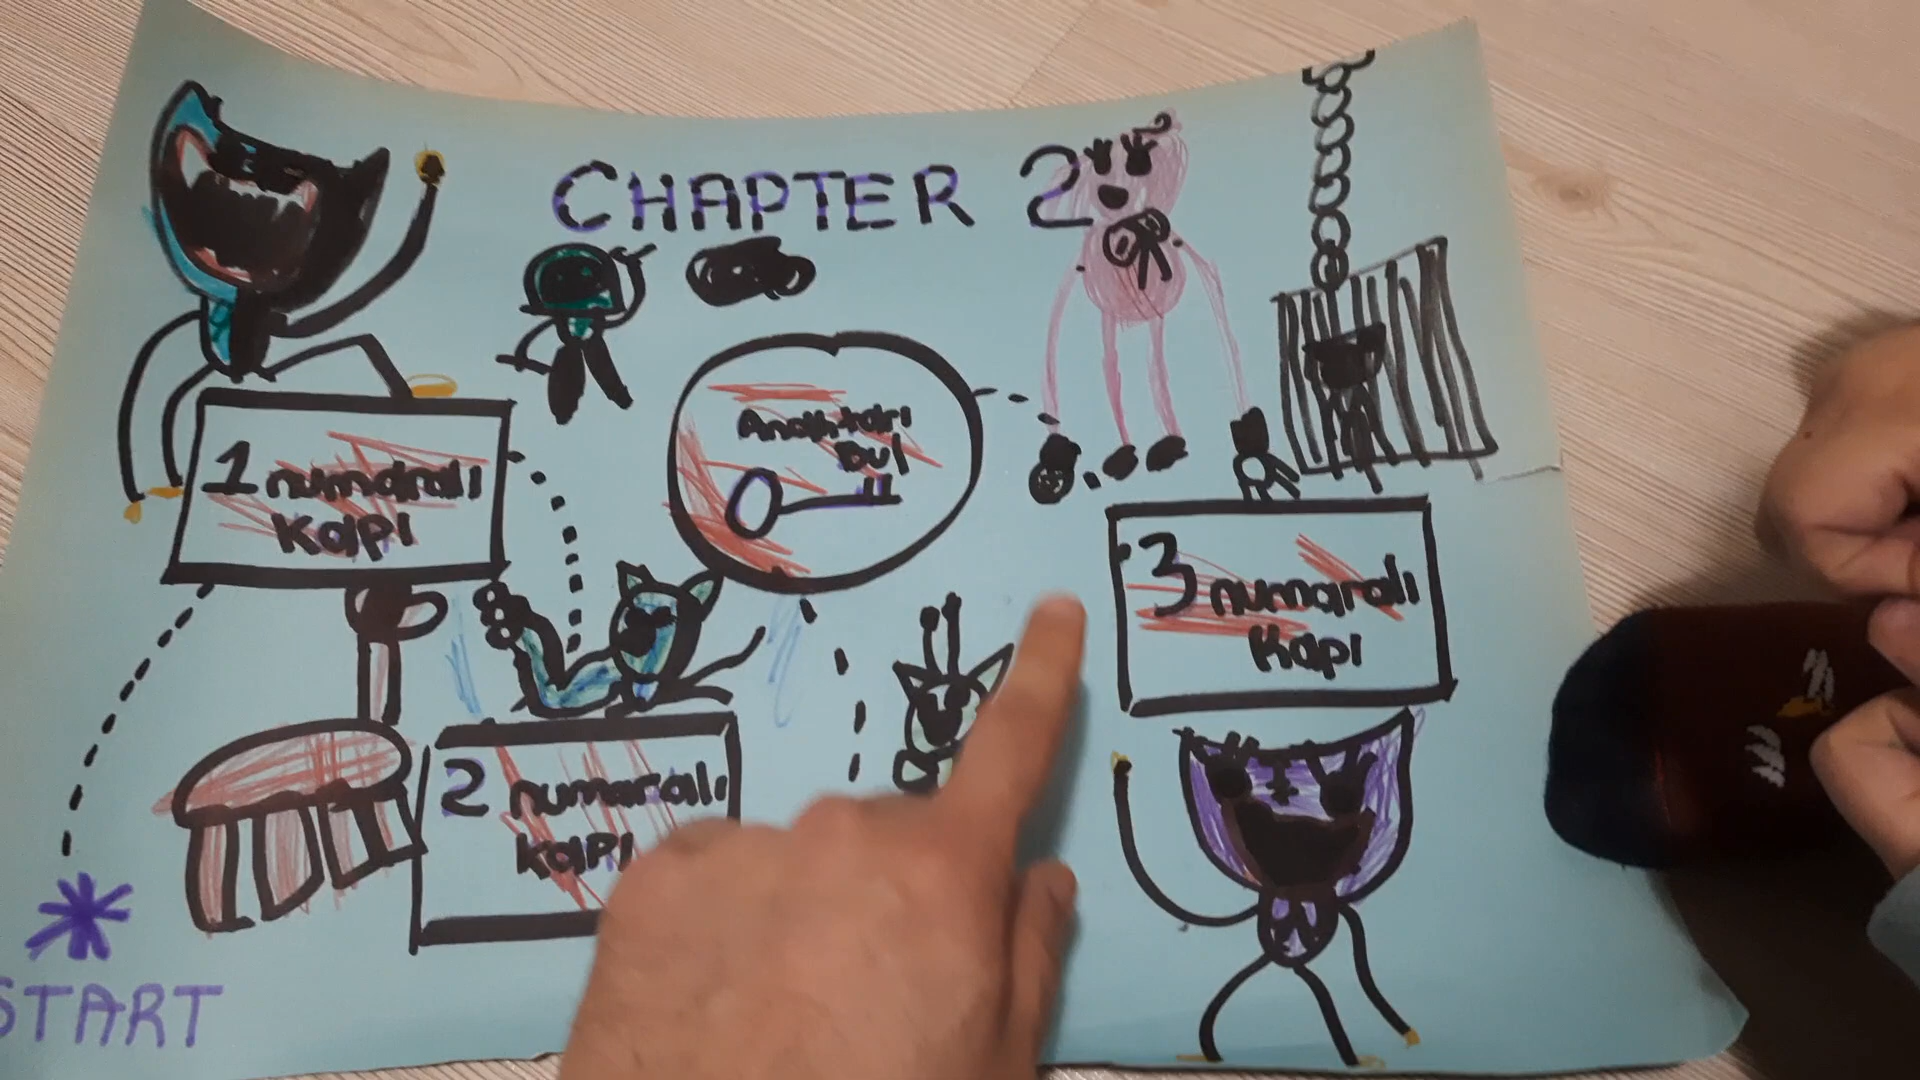 CHAPTER 2
1 numaralı
Kapı
Anahtarı
Bul
2 numaralı
kapı
3 numaralı
Kapı
START